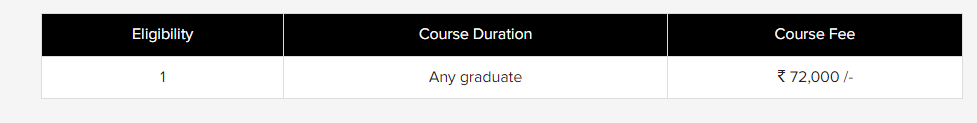 Eligibility Course Duration Course Fee
1 Any graduate ₹ 72,000 /-